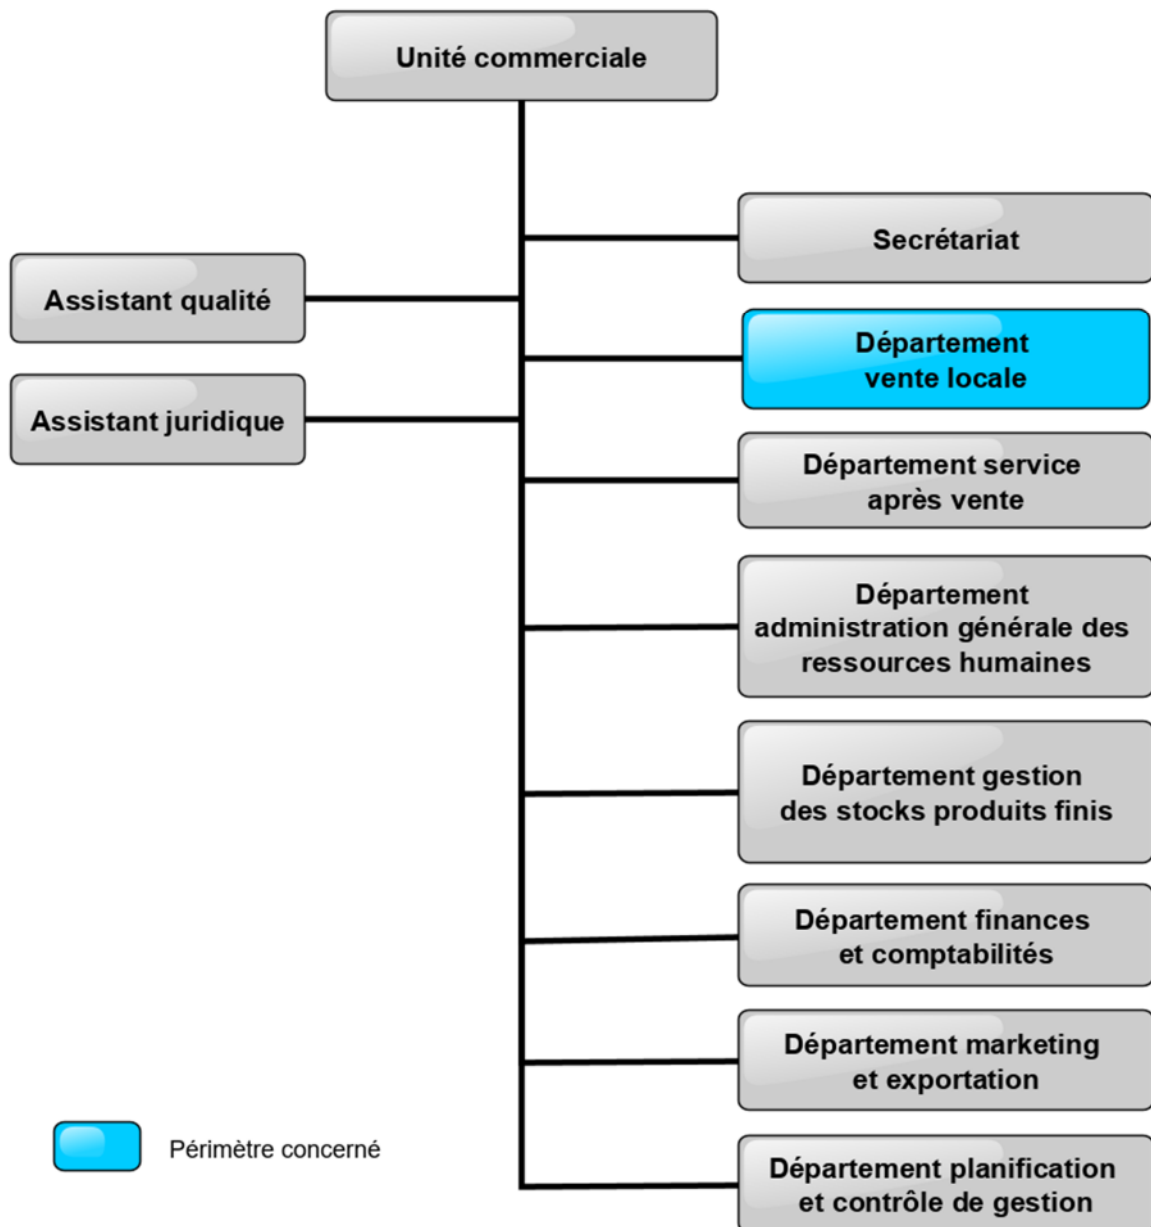 Unité commerciale
Secrétariat
Assistant qualité
Département
vente locale
Assistant juridique
Département service
après vente
Département
administration générale des
ressources humaines
Département gestion
des stocks produits finis
Département finances
et comptabilités
Département marketing
et exportation
Périmètre concerné
Département planification
et contrôle de gestion